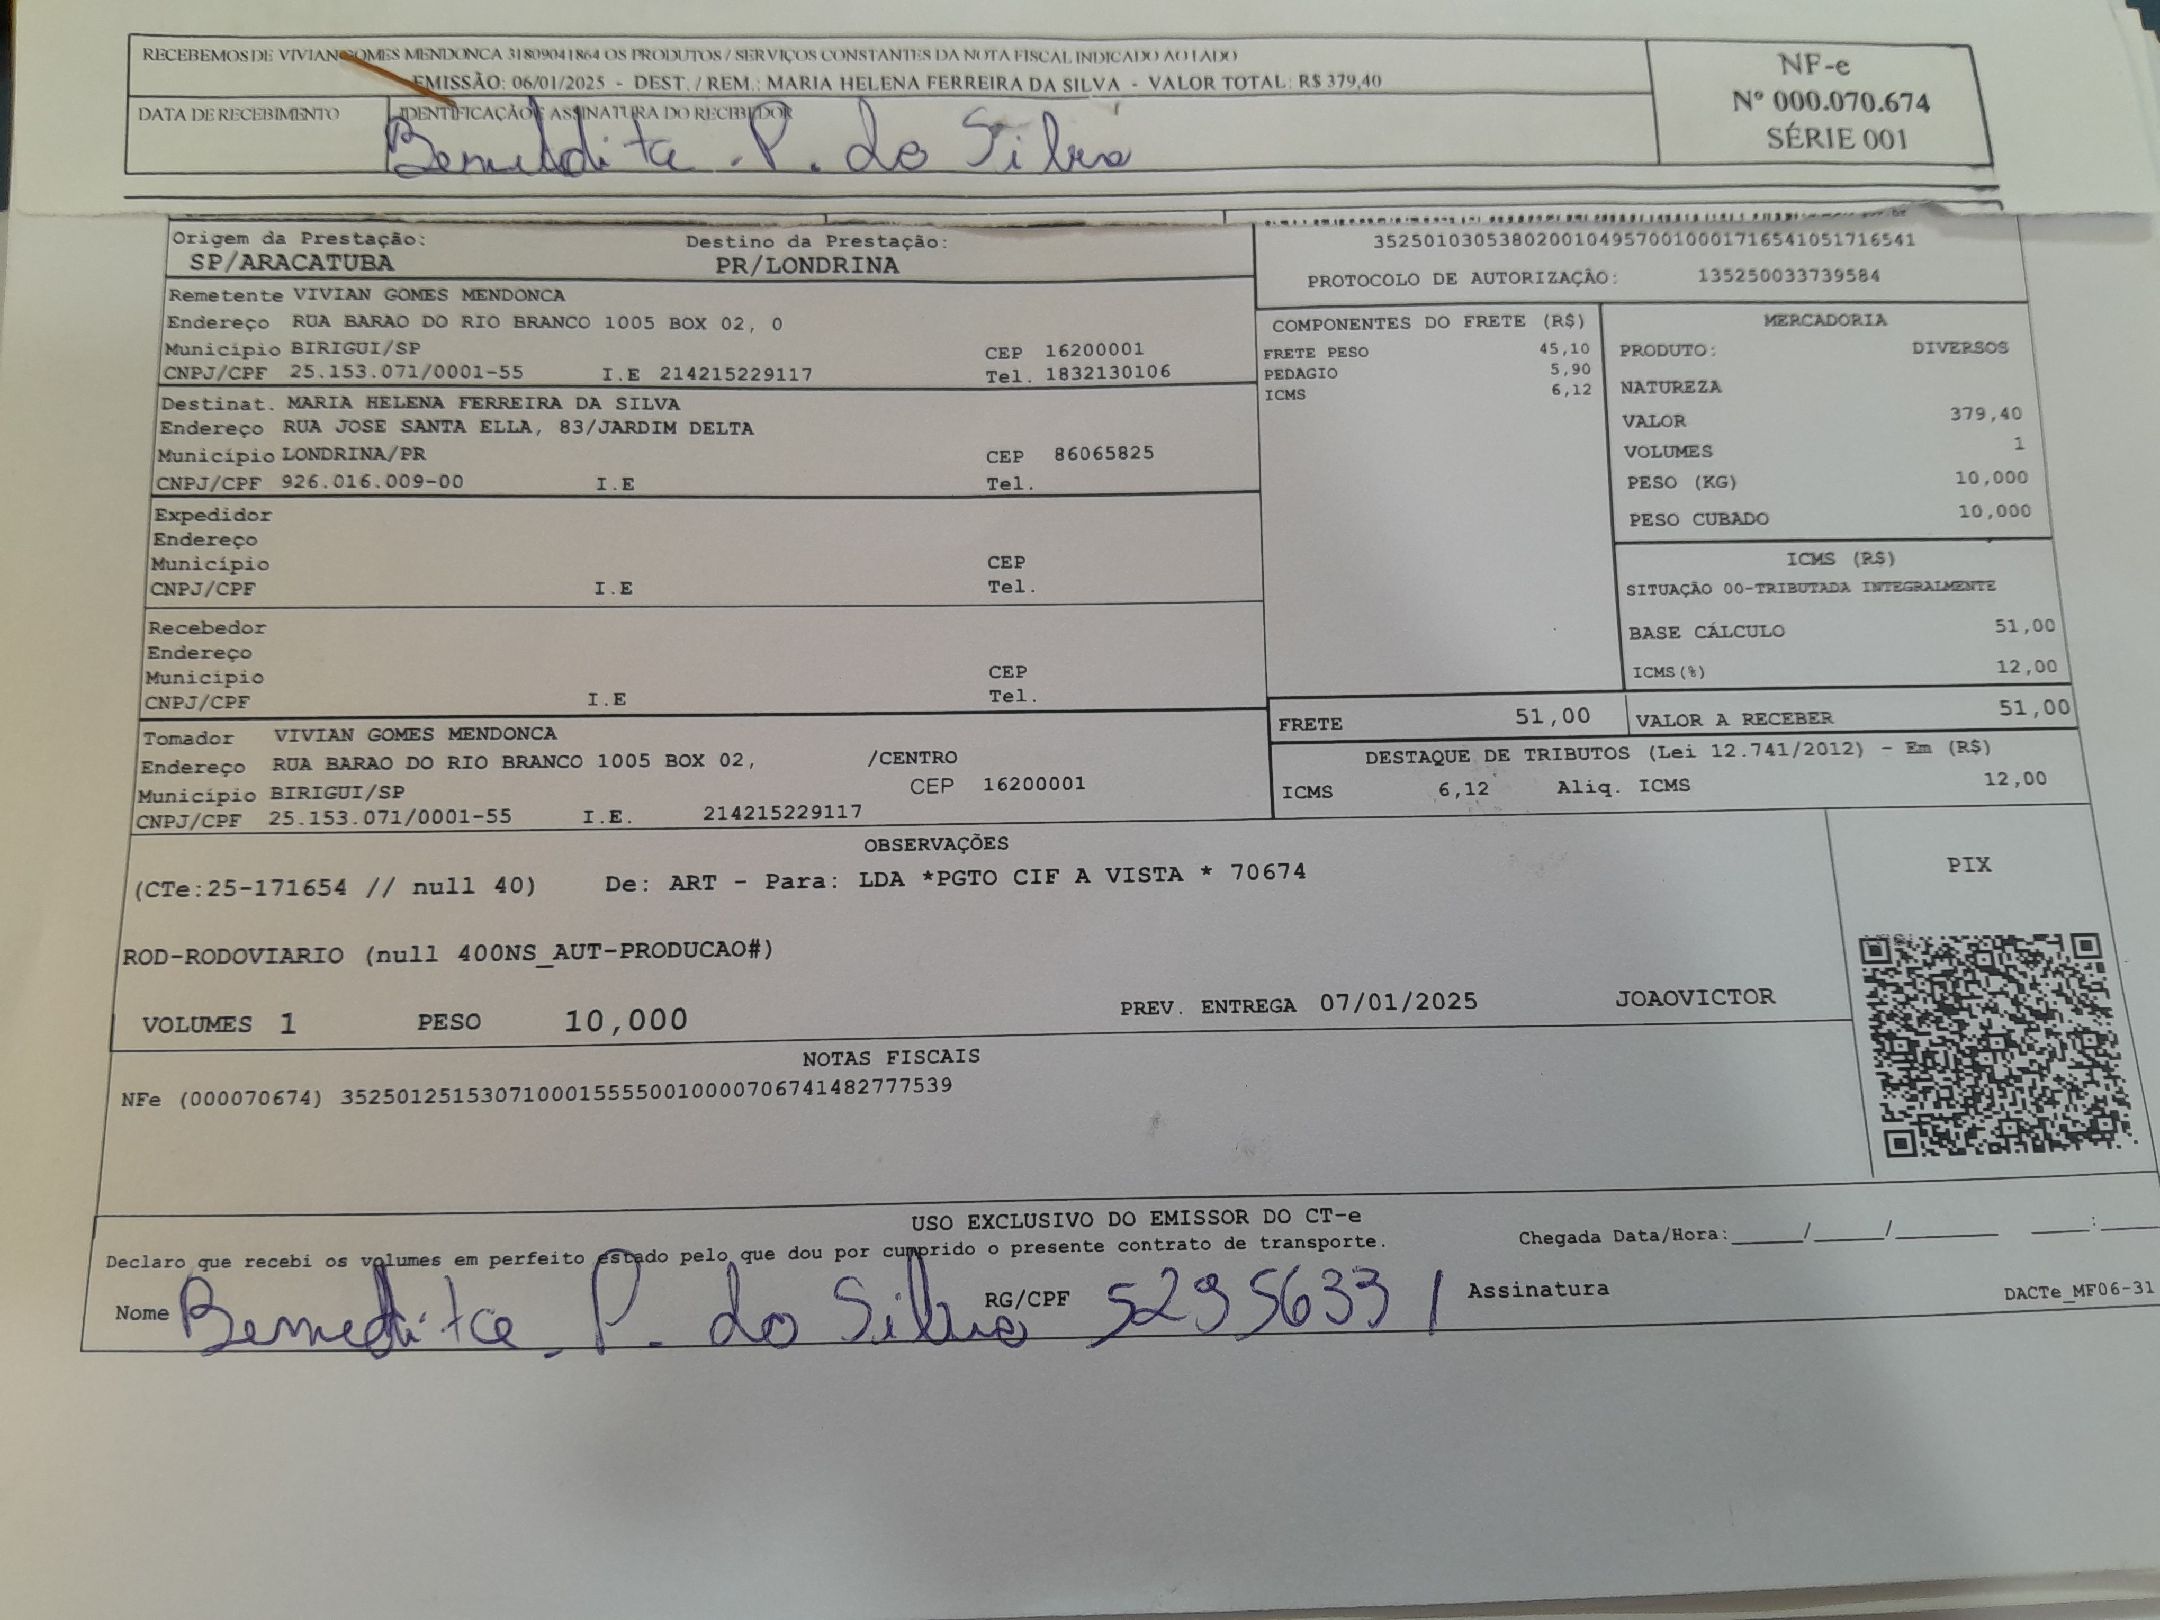 RECEBEMOS DE VIVIAN GOMES MENDONCA 31809041864 OS PRODUTOS / SERVIÇOS CONSTANTES DA NOTA FISCAL INDICADO AO LADO
EMISSÃO: 06/01/2025 - DEST. / REM.: MARIA HELENA FERREIRA DA SILVA - VALOR TOTAL: R$ 379,40
DATA DE RECEBIMENTO
IDENTIFICAÇÃO E ASSINATURA DO RECEBEDOR
Benedita . P. da Silva
NF-e
Nº 000.070.674
SÉRIE 001
Origem da Prestação: Destino da Prestação:
SP/ARACATUBA PR/LONDRINA
35250103053802001049570010001716541051716541
PROTOCOLO DE AUTORIZAÇÃO: 135250033739584
Remetente VIVIAN GOMES MENDONCA
Endereço RUA BARAO DO RIO BRANCO 1005 BOX 02, 0
Município BIRIGUI/SP CEP 16200001
CNPJ/CPF 25.153.071/0001-55 I.E 214215229117 Tel. 1832130106
Destinat. MARIA HELENA FERREIRA DA SILVA
Endereço RUA JOSE SANTA ELLA, 83/JARDIM DELTA
Município LONDRINA/PR CEP 86065825
CNPJ/CPF 926.016.009-00 I.E Tel.
Expedidor
Endereço
Município CEP
CNPJ/CPF I.E Tel.
Recebedor
Endereço
Município CEP
CNPJ/CPF I.E Tel.
Tomador VIVIAN GOMES MENDONCA
Endereço RUA BARAO DO RIO BRANCO 1005 BOX 02, /CENTRO
Município BIRIGUI/SP CEP 16200001
CNPJ/CPF 25.153.071/0001-55 I.E. 214215229117
COMPONENTES DO FRETE (R$)
FRETE PESO 45,10
PEDAGIO 5,90
ICMS 6,12
MERCADORIA
PRODUTO: DIVERSOS
NATUREZA
VALOR 379,40
VOLUMES 1
PESO (KG) 10,000
PESO CUBADO 10,000
ICMS (R$)
SITUAÇÃO 00-TRIBUTADA INTEGRALMENTE
BASE CÁLCULO 51,00
ICMS(%) 12,00
FRETE 51,00 VALOR A RECEBER 51,00
DESTAQUE DE TRIBUTOS (Lei 12.741/2012) - Em (R$)
ICMS 6,12 Aliq. ICMS 12,00
OBSERVAÇÕES
(CTe:25-171654 // null 40) De: ART - Para: LDA *PGTO CIF A VISTA * 70674
ROD-RODOVIARIO (null 400NS_AUT-PRODUCAO#)
VOLUMES 1 PESO 10,000 PREV. ENTREGA 07/01/2025 JOAOVICTOR
PIX
NOTAS FISCAIS
NFe (000070674) 35250125153071000155550010000706741482777539
USO EXCLUSIVO DO EMISSOR DO CT-e
Declaro que recebi os volumes em perfeito estado pelo que dou por cumprido o presente contrato de transporte.
Chegada Data/Hora:_____/_____/_______ ____:____
Nome Benedita . P. da Silva RG/CPF 52956331 Assinatura
DACTe_MF06-31